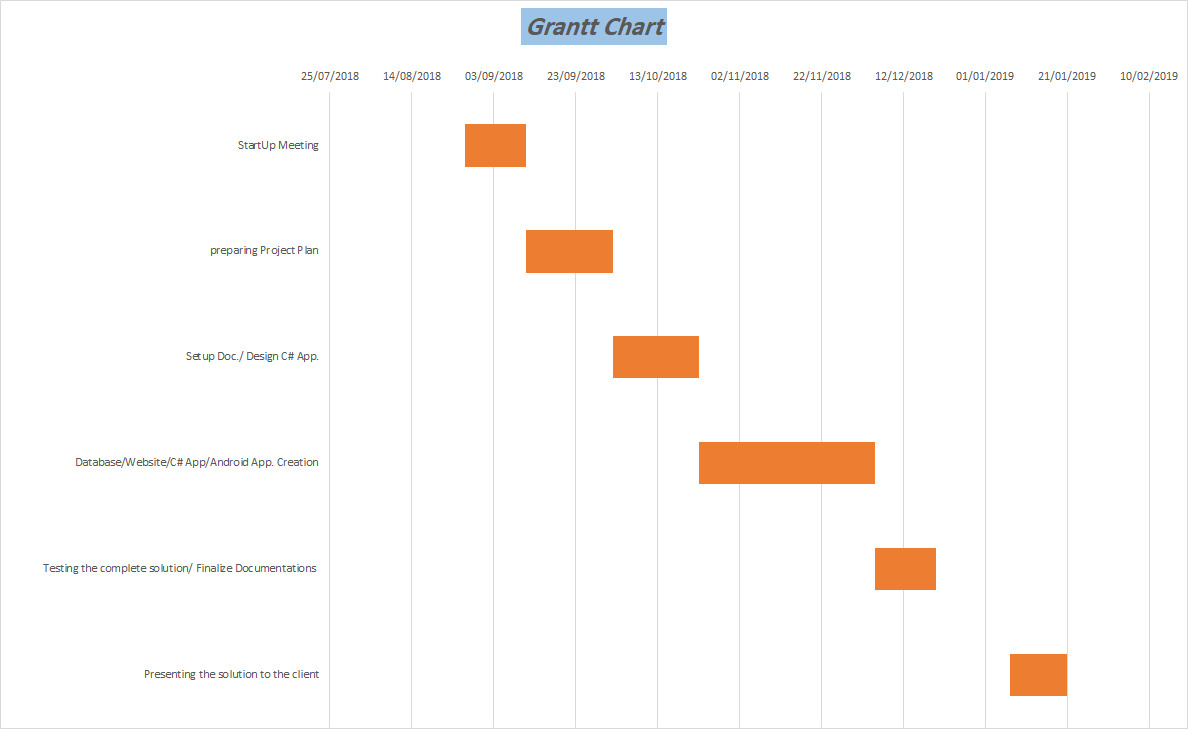 Grantt Chart
25/07/2018 14/08/2018 03/09/2018 23/09/2018 13/10/2018 02/11/2018 22/11/2018 12/12/2018 01/01/2019 21/01/2019 10/02/2019
StartUp Meeting
preparing Project Plan
Setup Doc./ Design C# App.
Database/Website/C# App/Android App. Creation
Testing the complete solution/ Finalize Documentations
Presenting the solution to the client